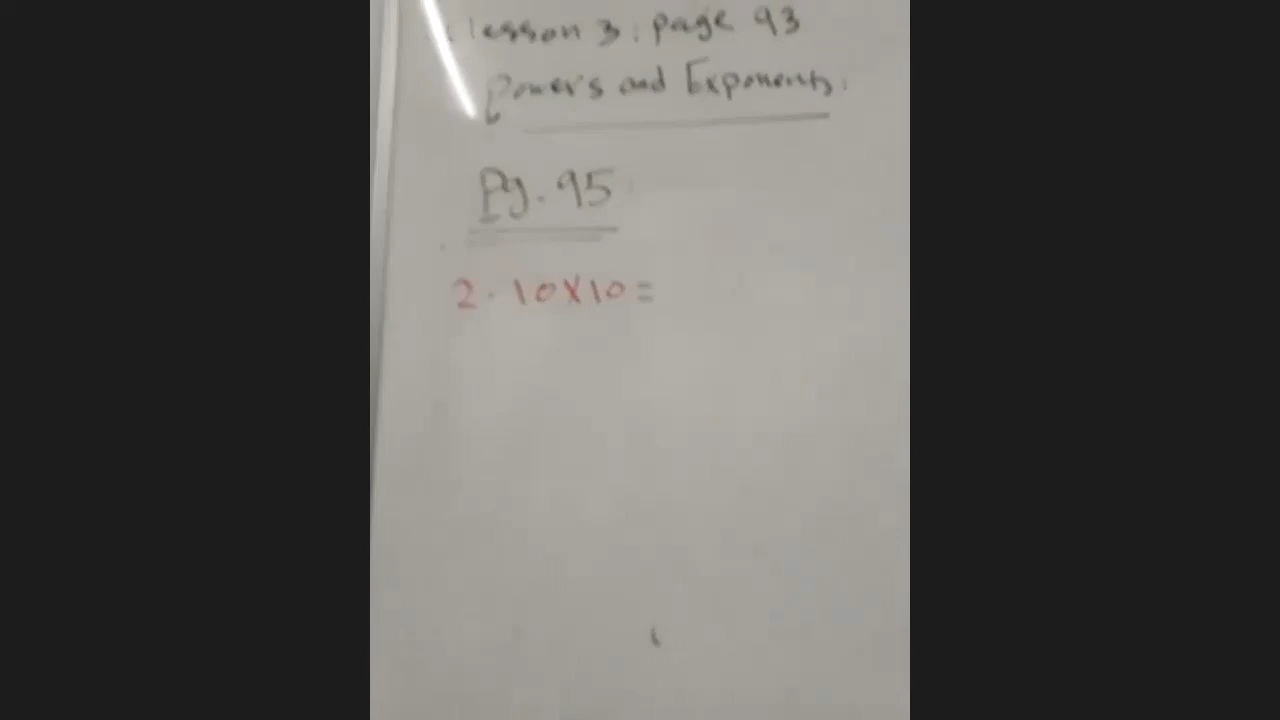 lesson 3: page 93
Powers and Exponents.
Pg. 95
2. 10x10=